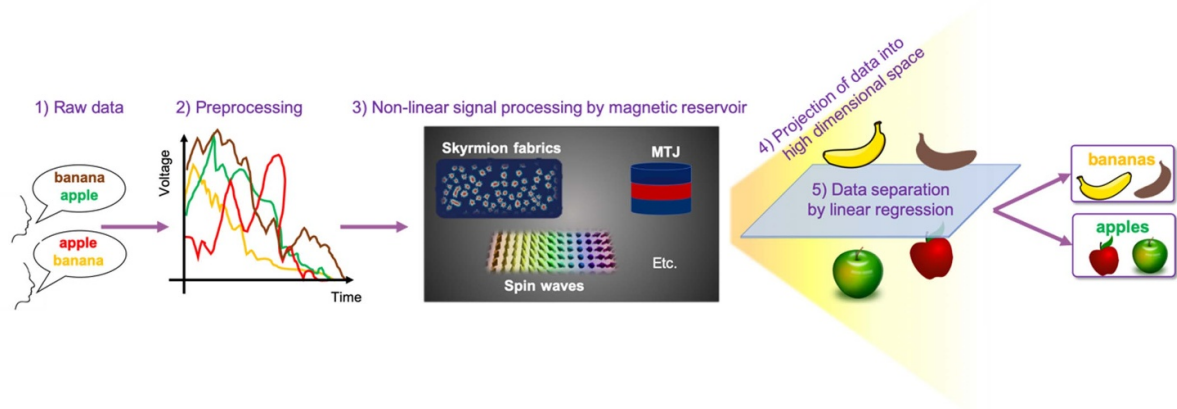 1) Raw data
banana
apple
apple
banana
2) Preprocessing
Voltage
Time
3) Non-linear signal processing by magnetic reservoir
Skyrmion fabrics
MTJ
Spin waves
Etc.
4) Projection of data into
high dimensional space
5) Data separation
by linear regression
bananas
apples